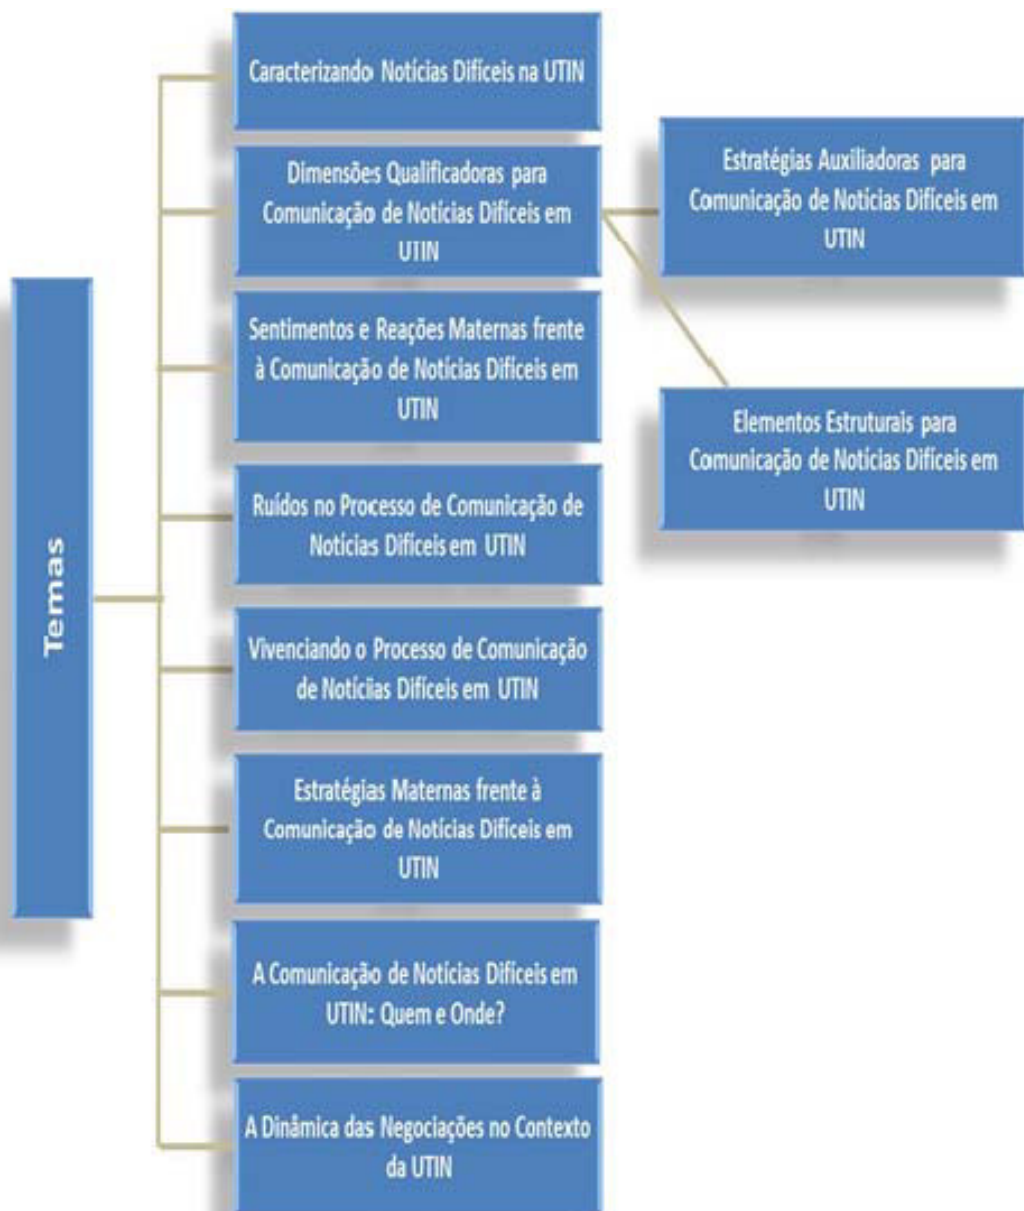 Temas
Caracterizando Notícias Difíceis na UTIN
Dimensões Qualificadoras para
Comunicação de Notícias Difíceis em
UTIN
Estratégias Auxiliadoras para
Comunicação de Notícias Difíceis em
UTIN
Elementos Estruturais para
Comunicação de Notícias Difíceis em
UTIN
Sentimentos e Reações Maternas frente
à Comunicação de Notícias Difíceis em
UTIN
Ruídos no Processo de Comunicação de
Notícias Difíceis em UTIN
Vivenciando o Processo de Comunicação
de Notícias Difíceis em UTIN
Estratégias Maternas frente à
Comunicação de Notícias Difíceis em
UTIN
A Comunicação de Notícias Difíceis em
UTIN: Quem e Onde?
A Dinâmica das Negociações no Contexto
da UTIN